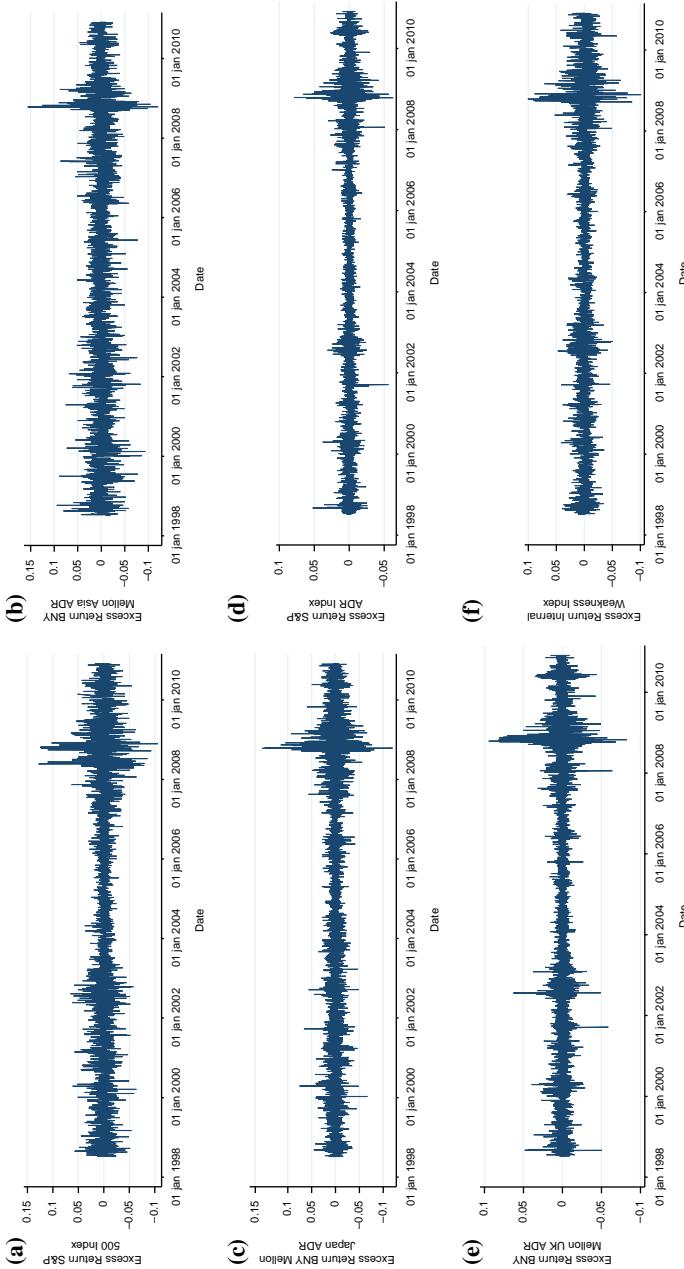 (a)
Excess Return S&P
500 Index
0.15
0.1
0.05
0
−0.05
−0.1
01 jan 1998
01 jan 2000
01 jan 2002
01 jan 2004
01 jan 2006
01 jan 2008
01 jan 2010
Date
(b)
Excess Return BNY
Mellon Asia ADR
0.15
0.1
0.05
0
−0.05
−0.1
01 jan 1998
01 jan 2000
01 jan 2002
01 jan 2004
01 jan 2006
01 jan 2008
01 jan 2010
Date
(c)
Excess Return BNY Mellon
Japan ADR
0.15
0.1
0.05
0
−0.05
−0.1
01 jan 1998
01 jan 2000
01 jan 2002
01 jan 2004
01 jan 2006
01 jan 2008
01 jan 2010
Date
(d)
Excess Return S&P
ADR Index
0.1
0.05
0
−0.05
01 jan 1998
01 jan 2000
01 jan 2002
01 jan 2004
01 jan 2006
01 jan 2008
01 jan 2010
Date
(e)
Excess Return BNY
Mellon UK ADR
0.1
0.05
0
−0.05
−0.1
01 jan 1998
01 jan 2000
01 jan 2002
01 jan 2004
01 jan 2006
01 jan 2008
01 jan 2010
Date
(f)
Excess Return Internal
Weakness Index
0.1
0.05
0
−0.05
−0.1
01 jan 1998
01 jan 2000
01 jan 2002
01 jan 2004
01 jan 2006
01 jan 2008
01 jan 2010
Date